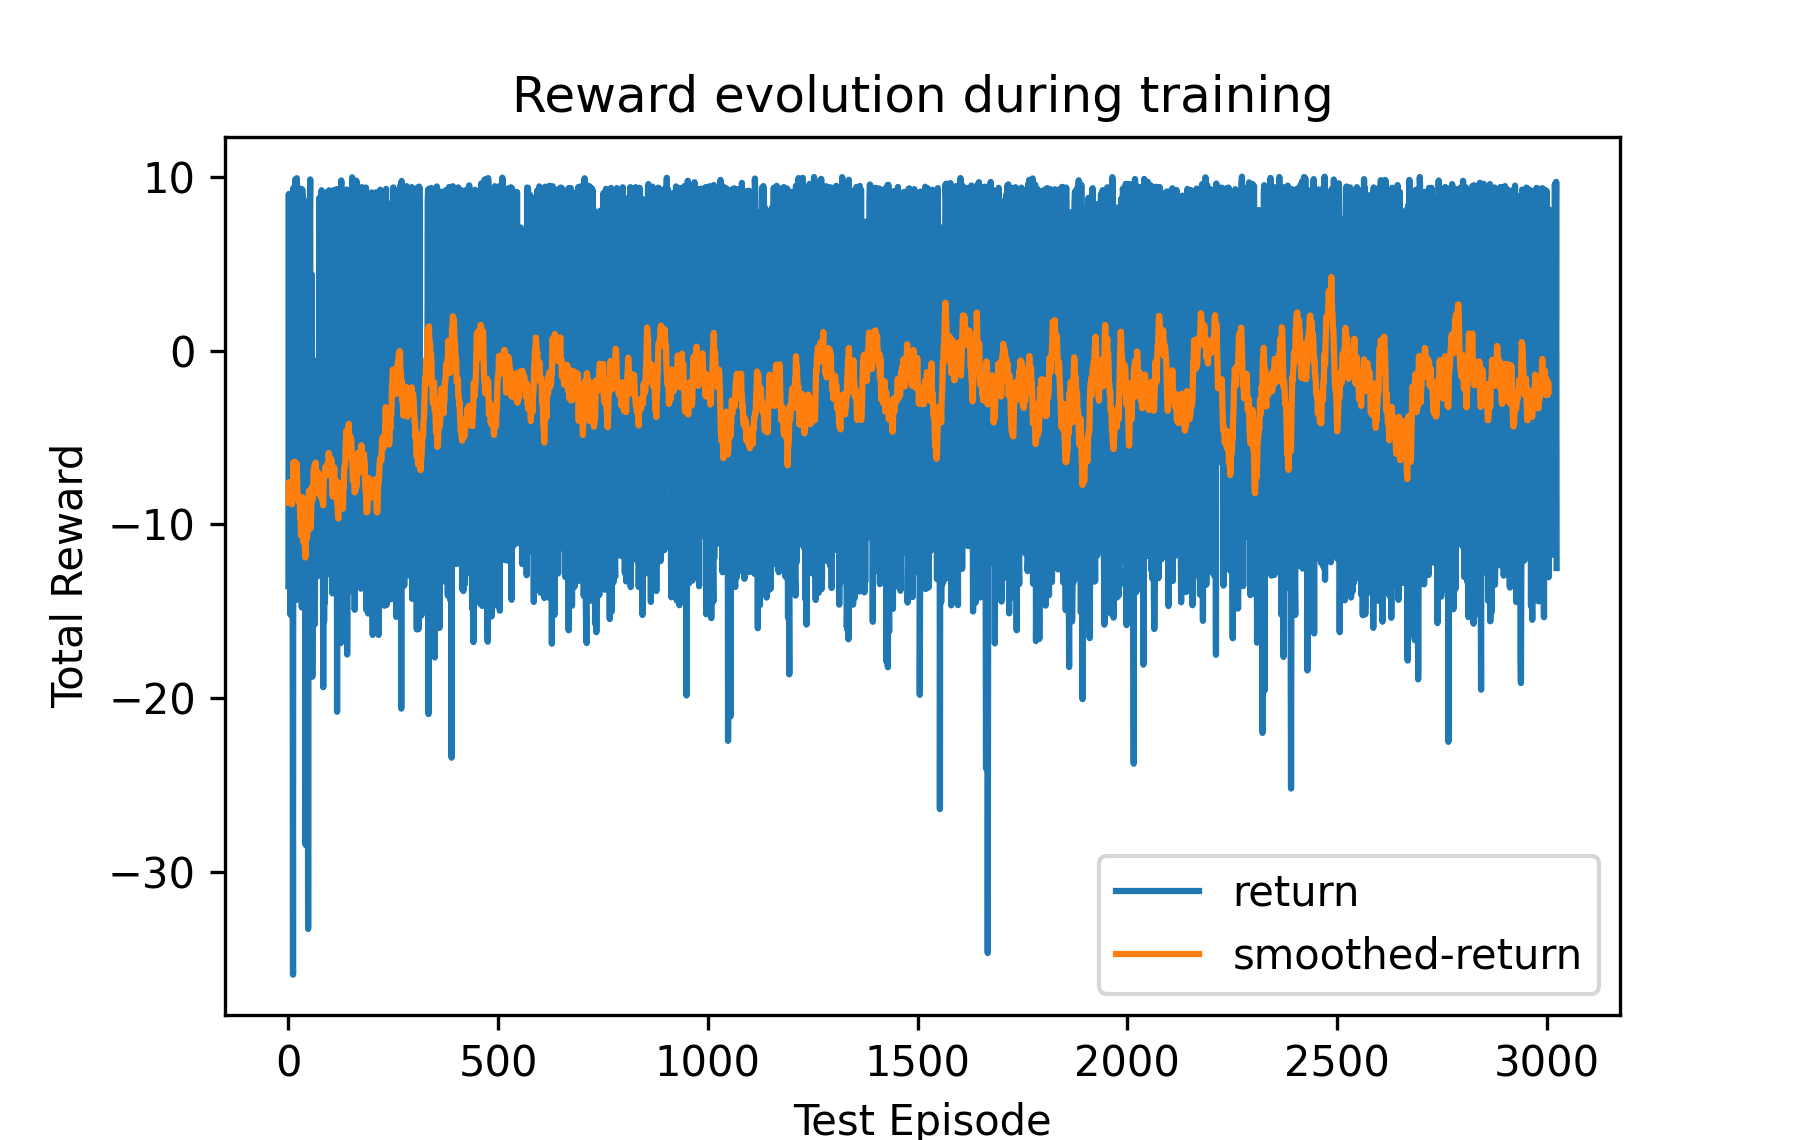 Reward evolution during training
10
0
−10
−20
−30
Total Reward
return
smoothed-return
0 500 1000 1500 2000 2500 3000
Test Episode